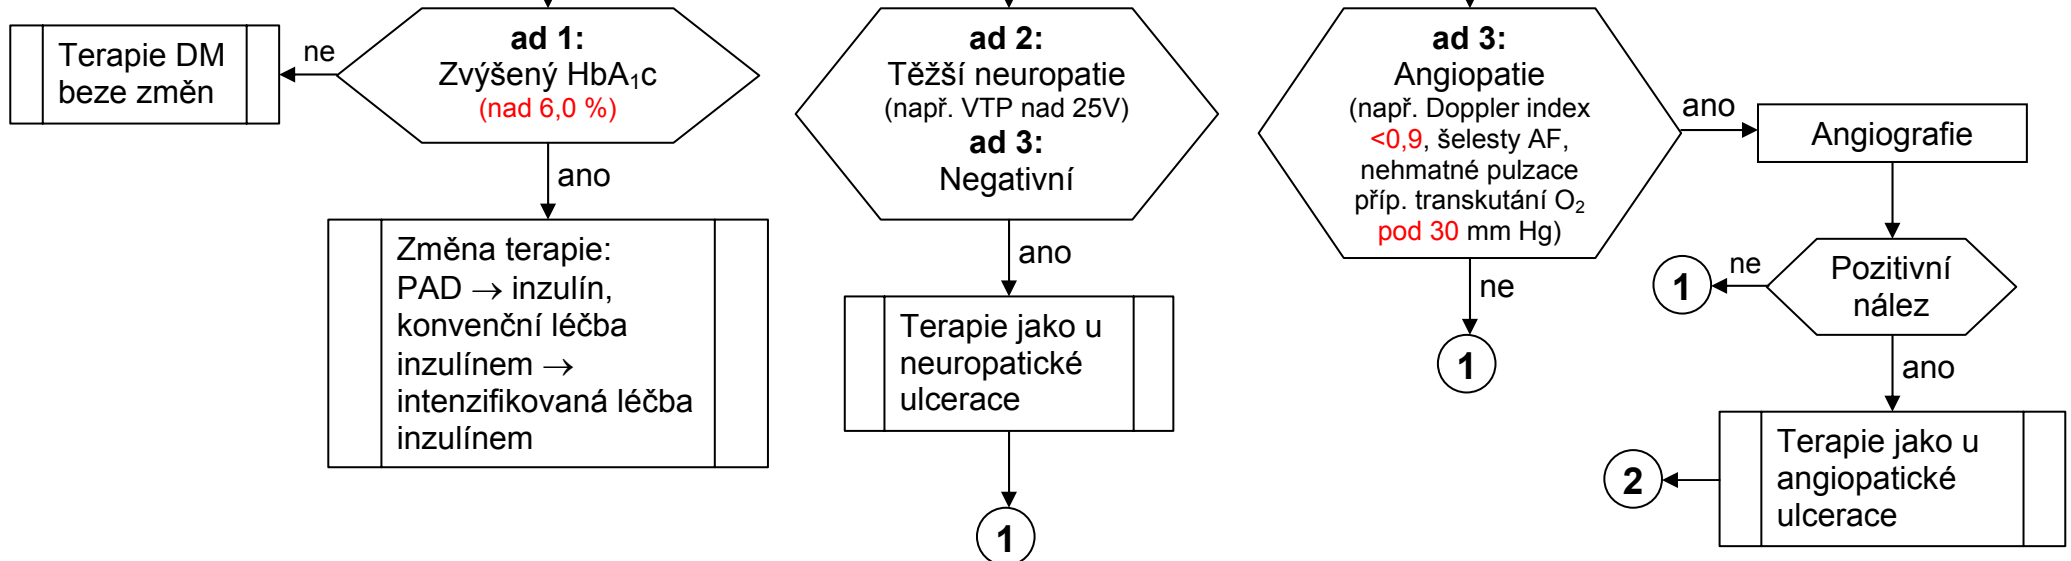 Terapie DM
beze změn
ne
ad 1:
Zvýšený HbA₁c
(nad 6,0 %)
ano
Změna terapie:
PAD → inzulín,
konvenční léčba
inzulínem →
intenzifikovaná léčba
inzulínem
ad 2:
Těžší neuropatie
(např. VTP nad 25V)
ad 3:
Negativní
ano
Terapie jako u
neuropatické
ulcerace
1
ad 3:
Angiopatie
(např. Doppler index
<0,9, šelesty AF,
nehmatné pulzace
příp. transkutání O₂
pod 30 mm Hg)
ne
1
ano
Angiografie
Pozitivní
nález
ne
1
ano
Terapie jako u
angiopatické
ulcerace
2